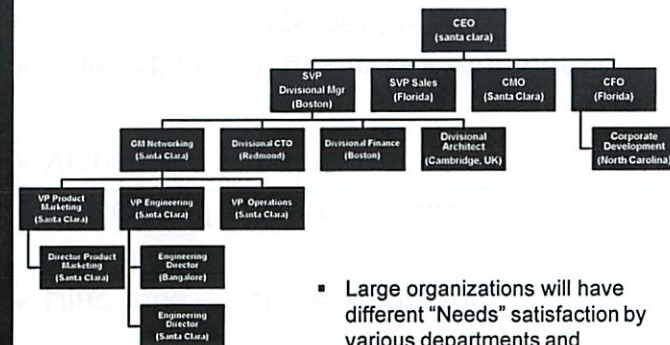 CEO
(santa clara)
SVP
Divisional Mgr
(Boston)
SVP Sales
(Florida)
CMO
(Santa Clara)
CFO
(Florida)
GM Networking
(Santa Clara)
Divisional CTO
(Redmond)
Divisional Finance
(Boston)
Divisional
Architect
(Cambridge, UK)
Corporate
Development
(North Carolina)
VP Product
Marketing
(Santa Clara)
VP Engineering
(Santa Clara)
VP Operations
(Santa Clara)
Director Product
Marketing
(Santa Clara)
Engineering
Director
(Bangalore)
Engineering
Director
(Santa Clara)
▪ Large organizations will have
different “Needs” satisfaction by
various departments and